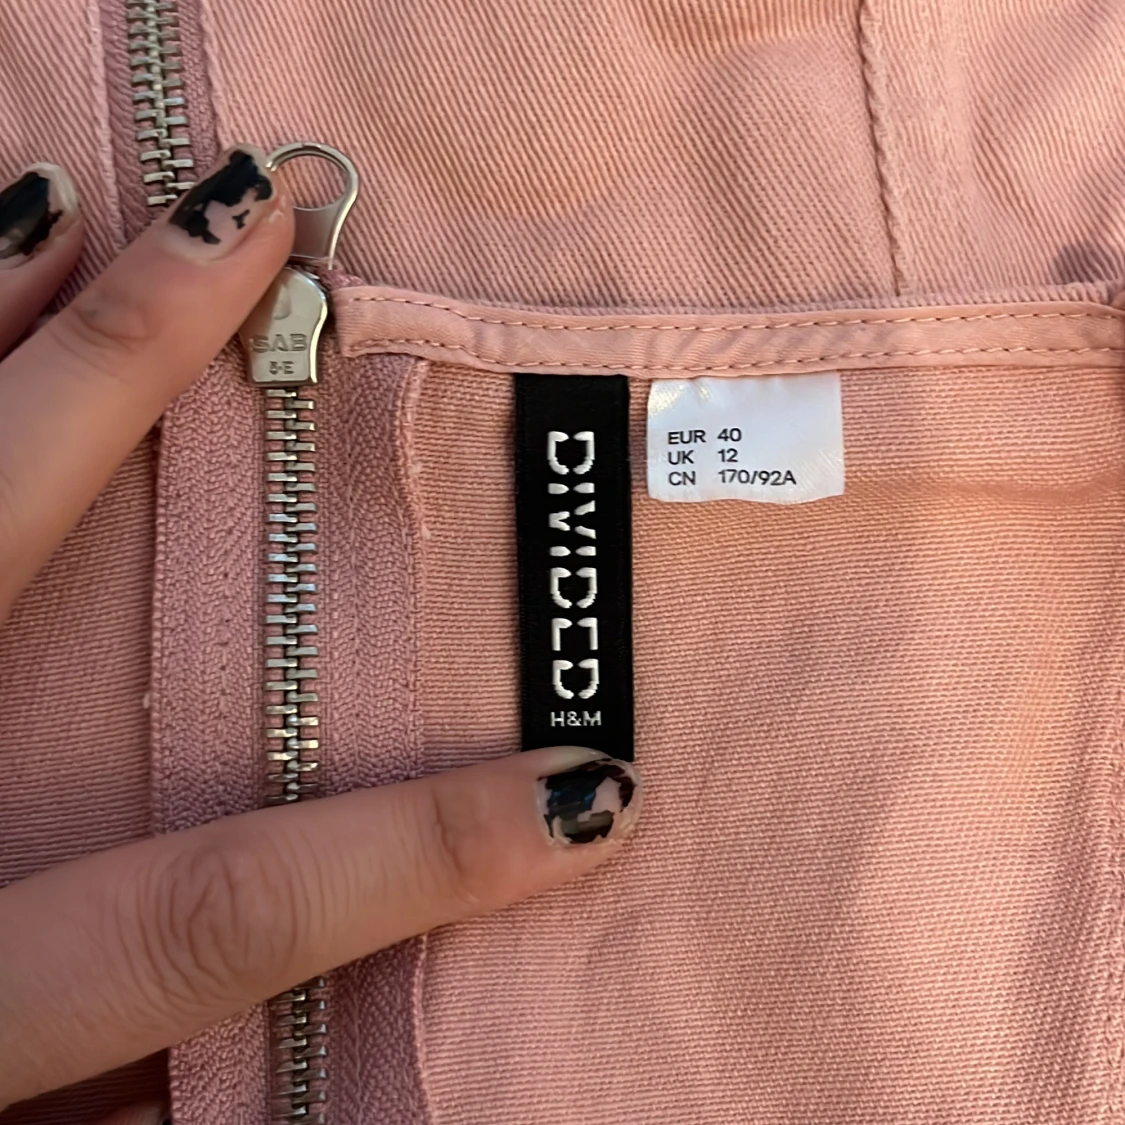 SAB
DIVIDED
H&M
EUR 40
UK 12
CN 170/92A